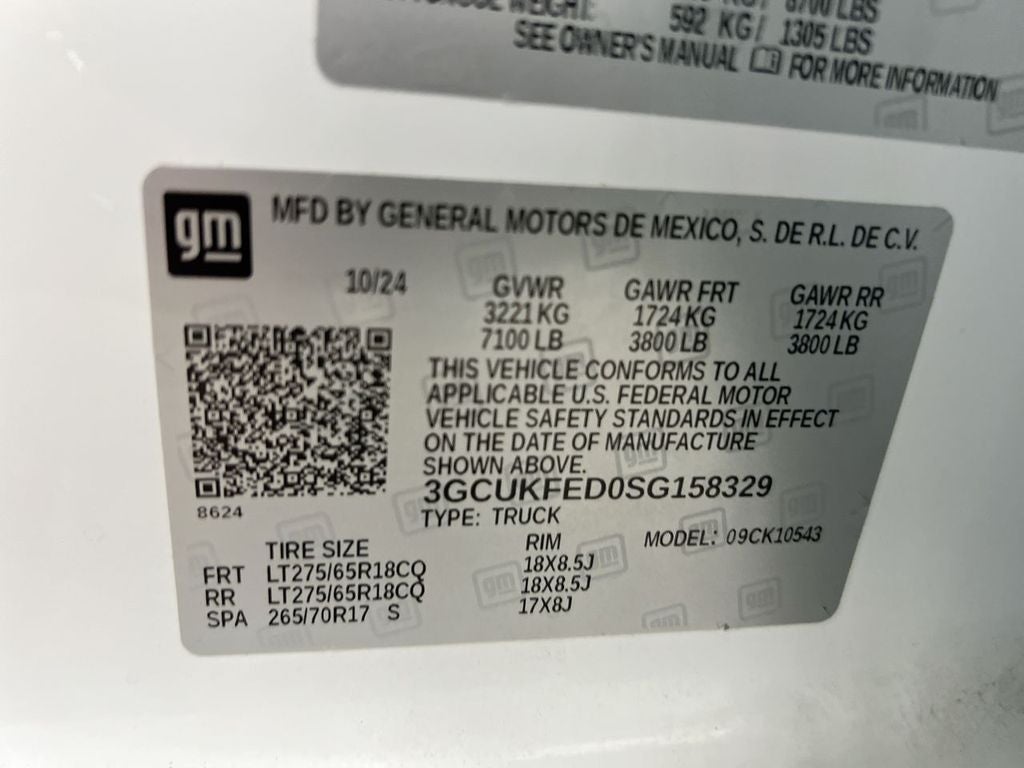 WEIGHT: 8700 LBS
592 KG / 1305 LBS
SEE OWNER'S MANUAL FOR MORE INFORMATION
gm
MFD BY GENERAL MOTORS DE MEXICO, S. DE R.L. DE C.V.
10/24 GVWR GAWR FRT GAWR RR
3221 KG 1724 KG 1724 KG
7100 LB 3800 LB 3800 LB
THIS VEHICLE CONFORMS TO ALL
APPLICABLE U.S. FEDERAL MOTOR
VEHICLE SAFETY STANDARDS IN EFFECT
ON THE DATE OF MANUFACTURE
SHOWN ABOVE.
3GCUKFED0SG158329
8624
TYPE: TRUCK
MODEL: 09CK10543
TIRE SIZE RIM
FRT LT275/65R18CQ 18X8.5J
RR LT275/65R18CQ 18X8.5J
SPA 265/70R17 S 17X8J